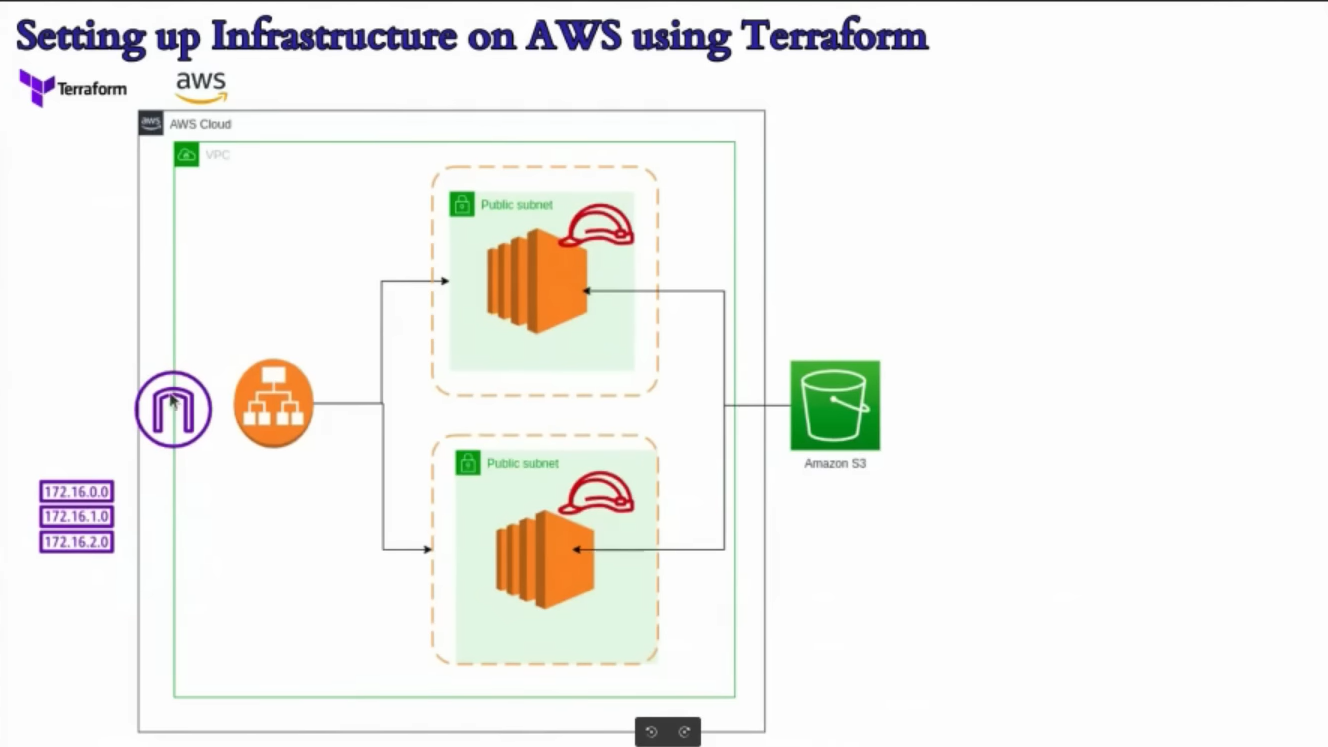 Setting up Infrastructure on AWS using Terraform
Terraform
aws
aws
AWS Cloud
VPC
Public subnet
Amazon S3
Public subnet
172.16.0.0
172.16.1.0
172.16.2.0